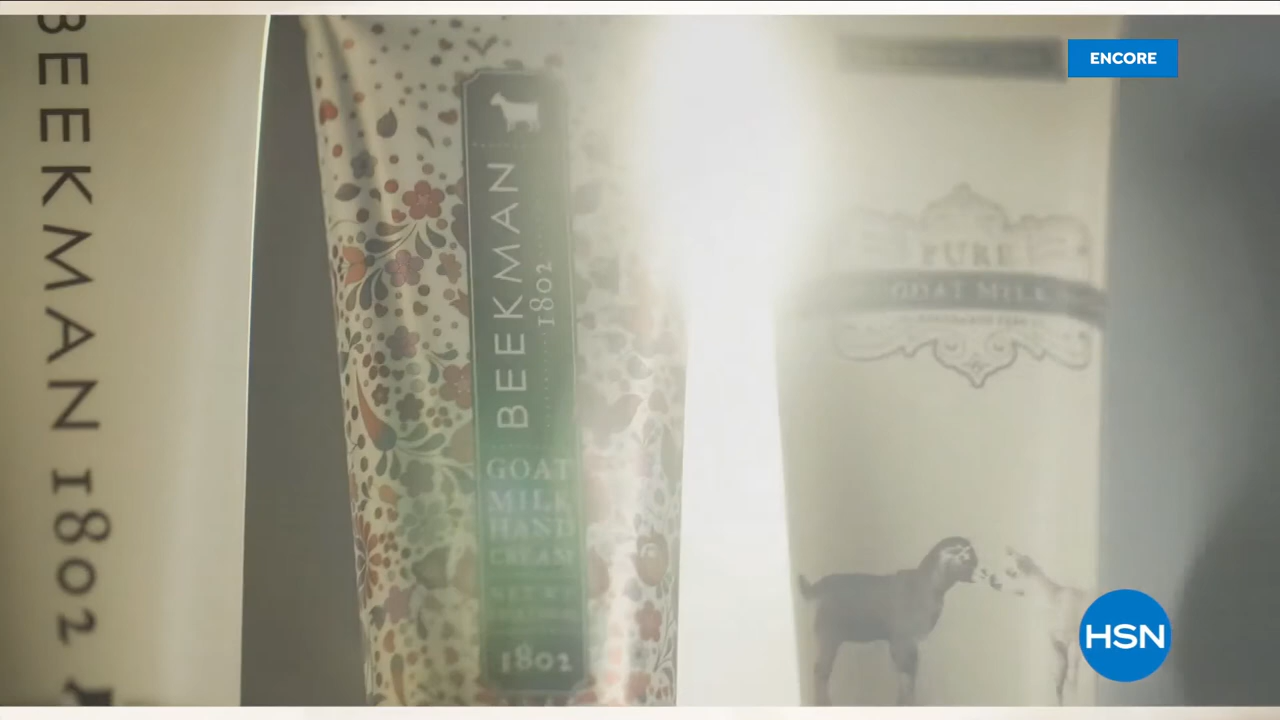 BEEKMAN 1802
BEEKMAN
1802
GOAT
MILK
HAND
CREAM
1802
PURE
GOAT MILK
ENCORE
HSN